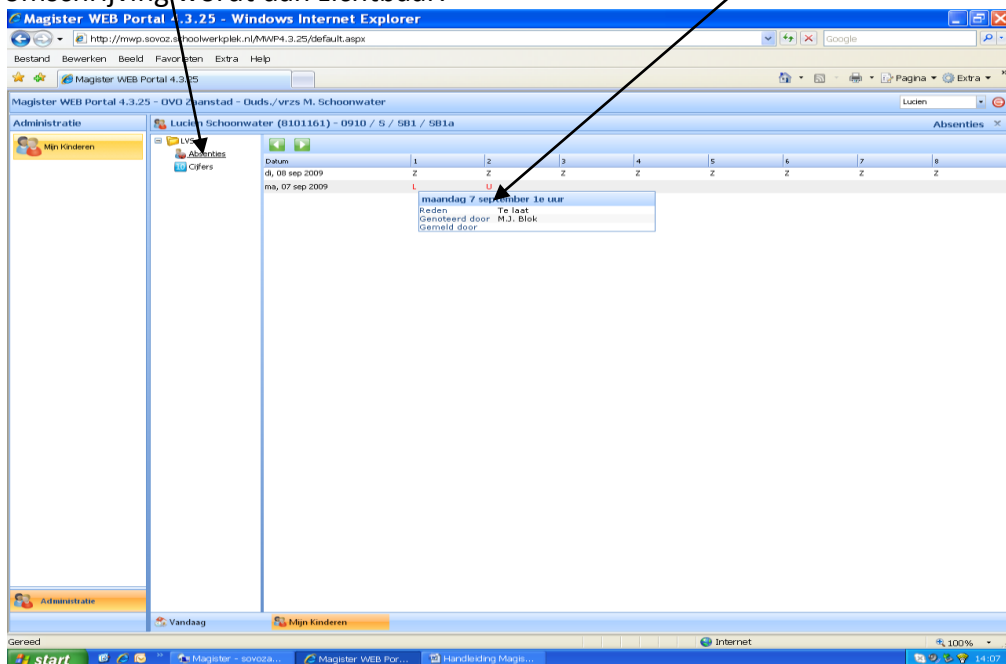 omschrijving wordt dan zichtbaar.
Magister WEB Portal 4.3.25 - Windows Internet Explorer
http://mwp.sovoz.schoolwerkplek.nl/MWP4.3.25/default.aspx
Google
Bestand Bewerken Beeld Favorieten Extra Help
Magister WEB Portal 4.3.25
Pagina Extra
Magister WEB Portal 4.3.25 - OVO Zaanstad - Ouds./vrzs M. Schoonwater
Lucien
Administratie
Lucien Schoonwater (8101161) - 0910 / S / SB1 / SB1a
Absenties
Mijn Kinderen
LVS
Absenties
Cijfers
Datum 1 2 3 4 5 6 7 8
di, 08 sep 2009 Z Z Z Z Z Z Z Z
ma, 07 sep 2009 L U
maandag 7 september 1e uur
Reden Te laat
Genoteerd door M.J. Blok
Gemeld door
Administratie
Vandaag Mijn Kinderen
Gereed Internet 100%
start Magister - sovoza... Magister WEB Por... Handleiding Magis... 14:07